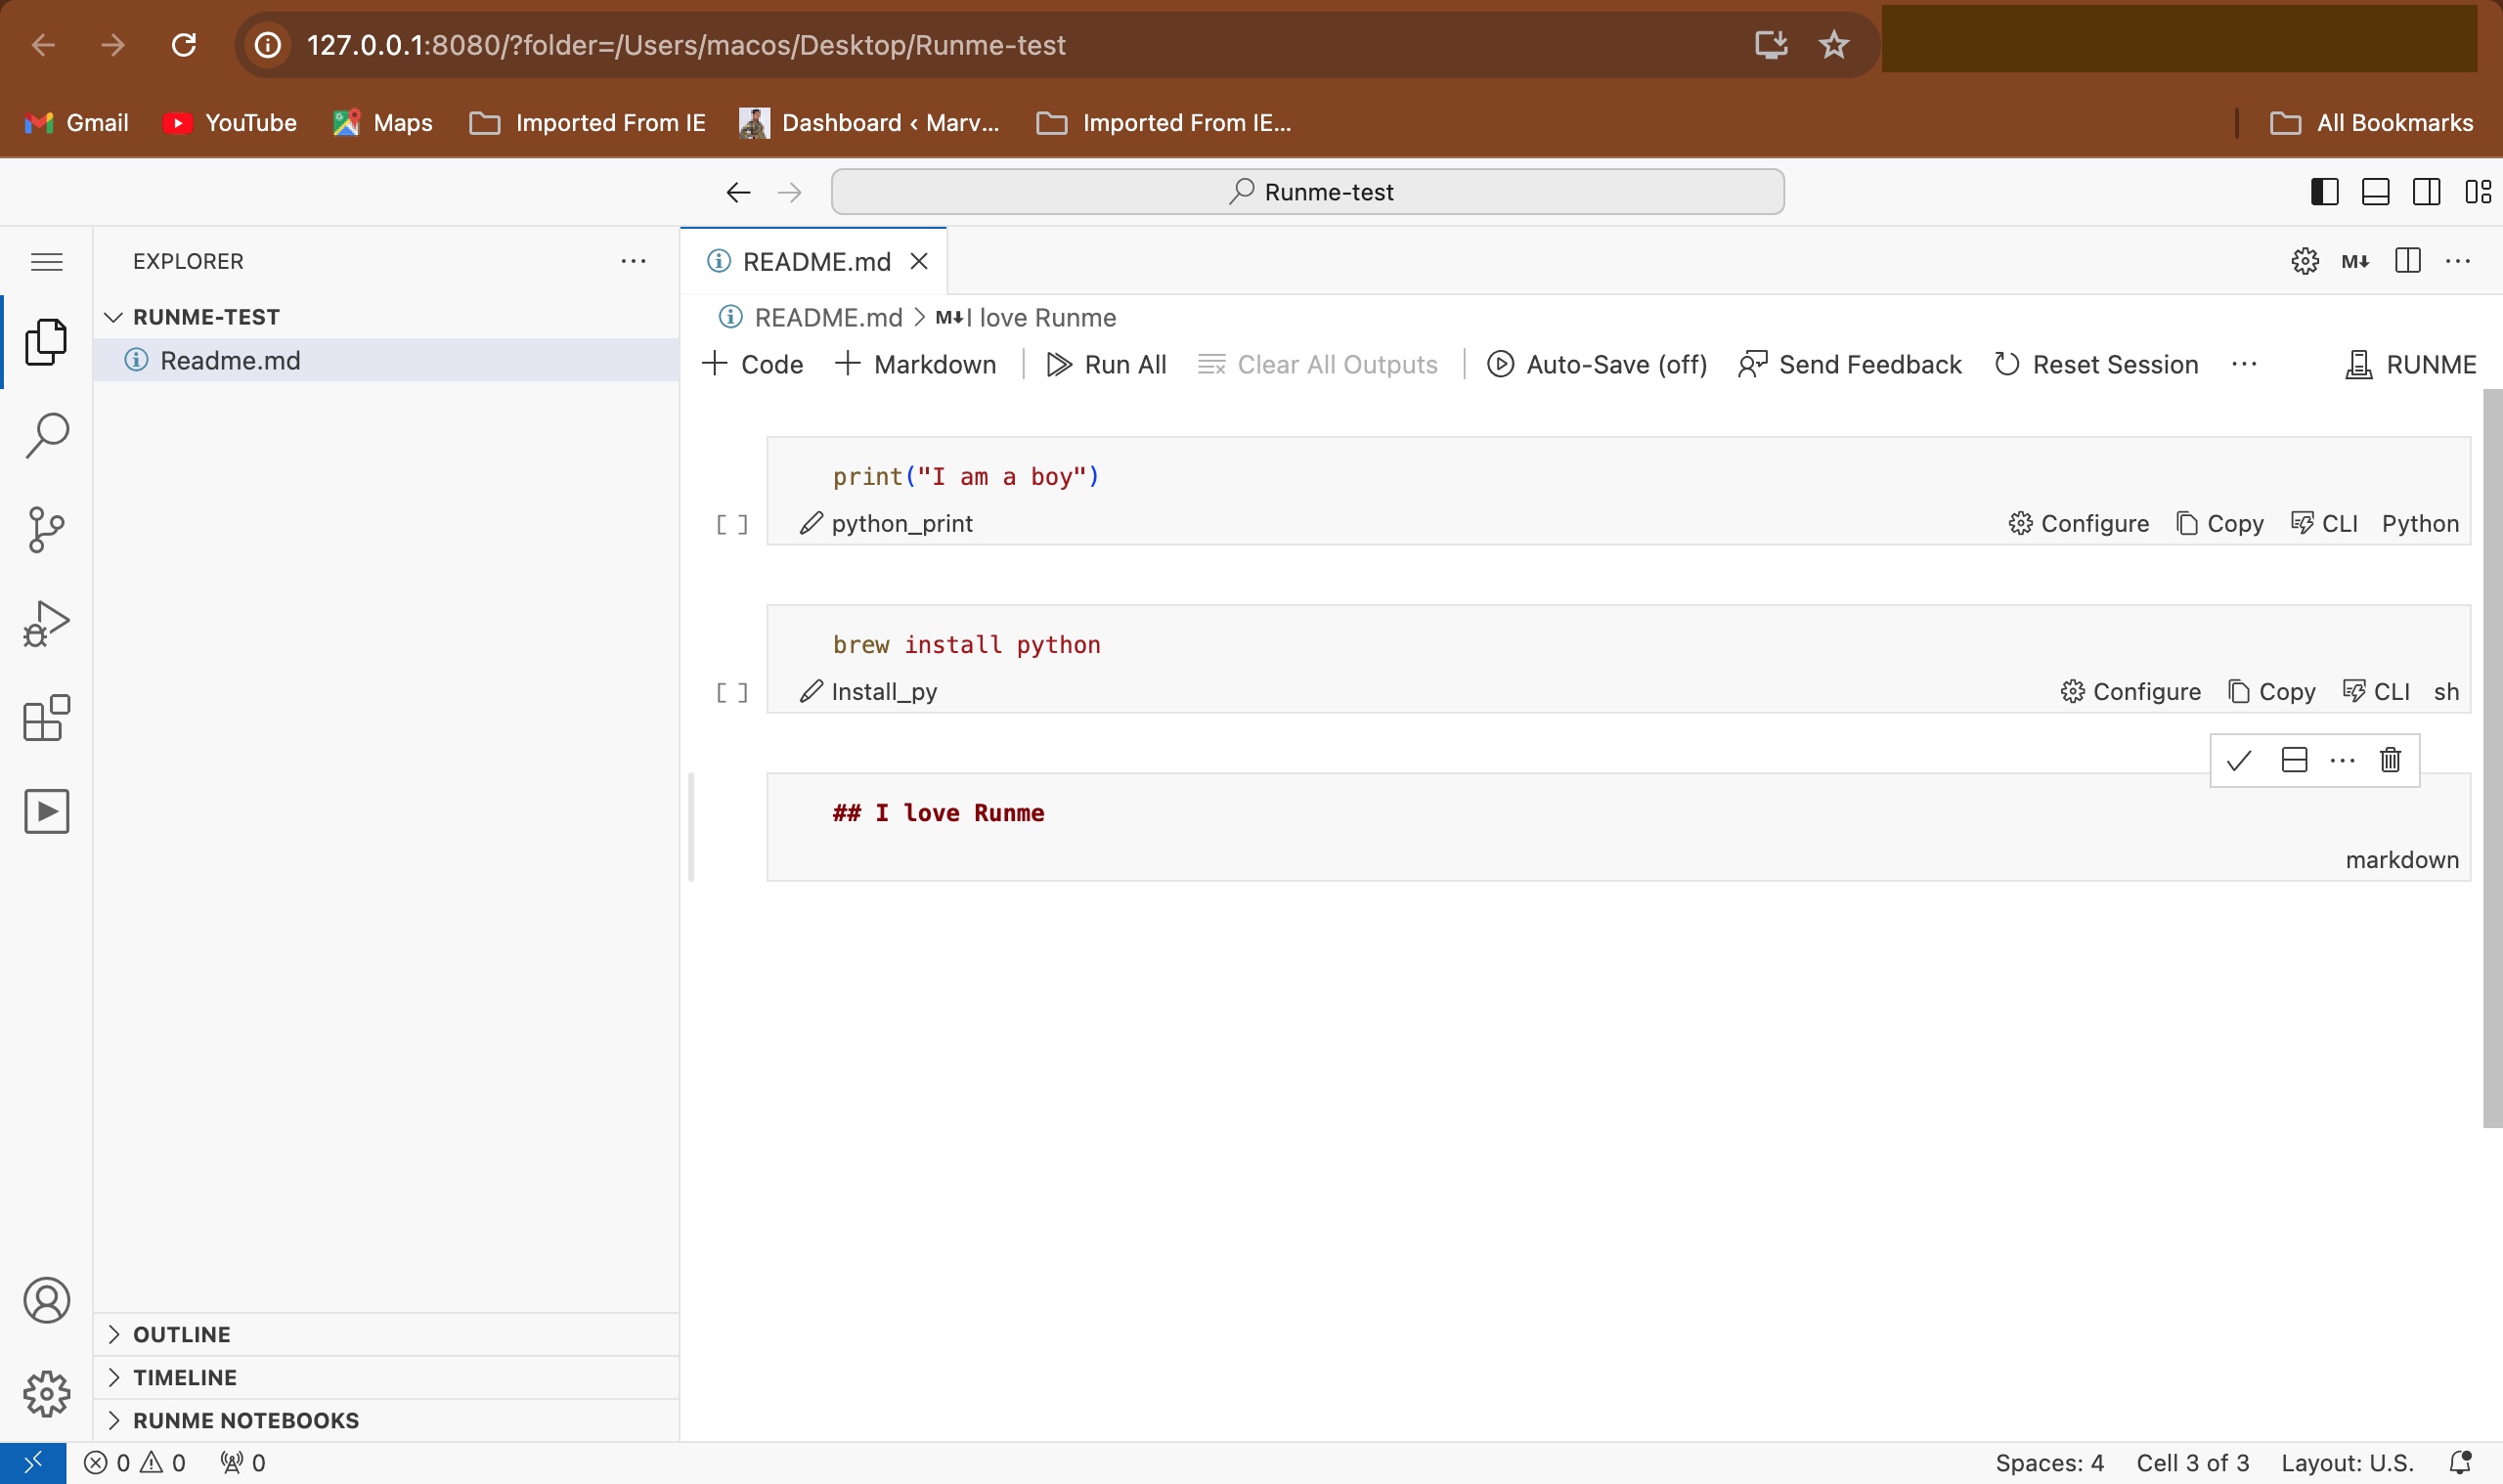 127.0.0.1:8080/?folder=/Users/macos/Desktop/Runme-test
Gmail YouTube Maps Imported From IE Dashboard ‹ Marv... Imported From IE... All Bookmarks
Runme-test
EXPLORER
RUNME-TEST
Readme.md
OUTLINE
TIMELINE
RUNME NOTEBOOKS
README.md
README.md > M↓ I love Runme
Code Markdown Run All Clear All Outputs Auto-Save (off) Send Feedback Reset Session ... RUNME
print("I am a boy")
[ ] python_print Configure Copy CLI Python
brew install python
[ ] Install_py Configure Copy CLI sh
## I love Runme
markdown
0 0 0 Spaces: 4 Cell 3 of 3 Layout: U.S.